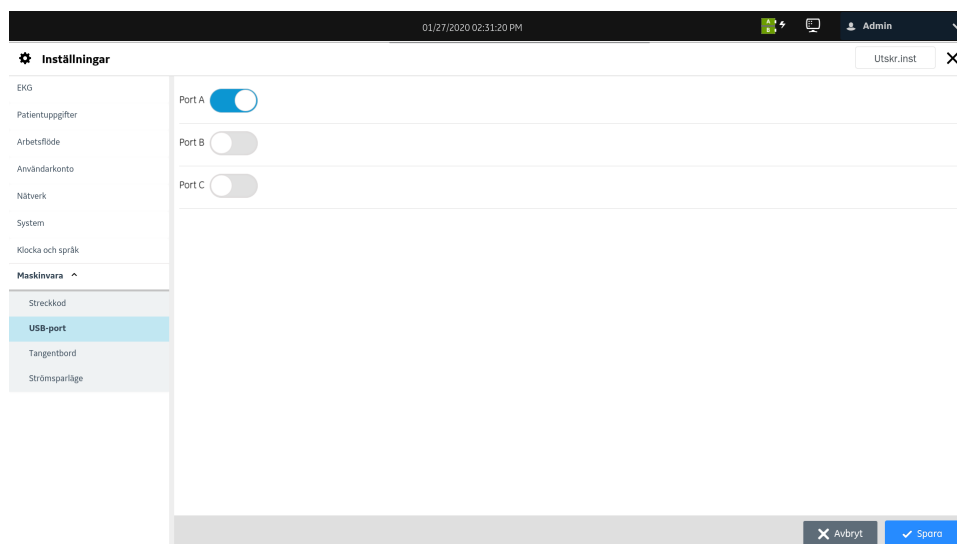 01/27/2020 02:31:20 PM
A
B
Admin
Inställningar
Utskr.inst
EKG
Patientuppgifter
Arbetsflöde
Användarkonto
Nätverk
System
Klocka och språk
Maskinvara
Streckkod
USB-port
Tangentbord
Strömsparläge
Port A
Port B
Port C
Avbryt
Spara